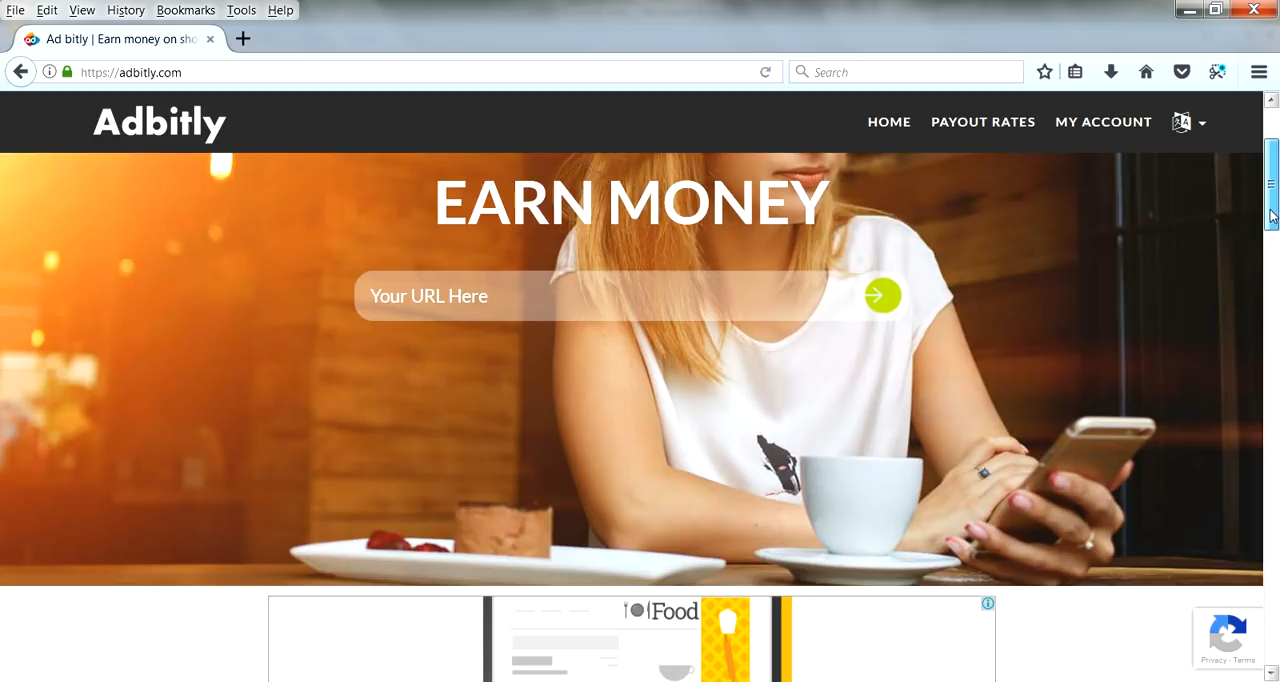 File Edit View History Bookmarks Tools Help
Ad bitly | Earn money on sho
https://adbitly.com
Search
Adbitly
HOME PAYOUT RATES MY ACCOUNT
EARN MONEY
Your URL Here
Food
Privacy - Terms